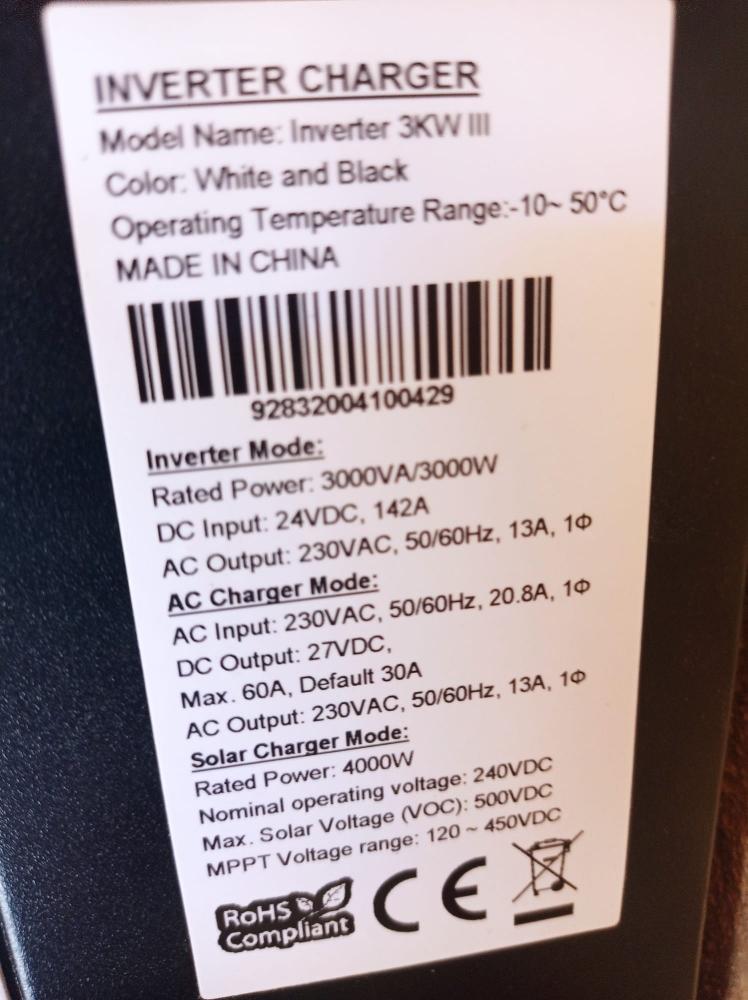 INVERTER CHARGER
Model Name: Inverter 3KW III
Color: White and Black
Operating Temperature Range:-10~ 50°C
MADE IN CHINA
92832004100429
Inverter Mode:
Rated Power: 3000VA/3000W
DC Input: 24VDC, 142A
AC Output: 230VAC, 50/60Hz, 13A, 1Φ
AC Charger Mode:
AC Input: 230VAC, 50/60Hz, 20.8A, 1Φ
DC Output: 27VDC,
Max. 60A, Default 30A
AC Output: 230VAC, 50/60Hz, 13A, 1Φ
Solar Charger Mode:
Rated Power: 4000W
Nominal operating voltage: 240VDC
Max. Solar Voltage (VOC): 500VDC
MPPT Voltage range: 120 ~ 450VDC
RoHS
Compliant
CE